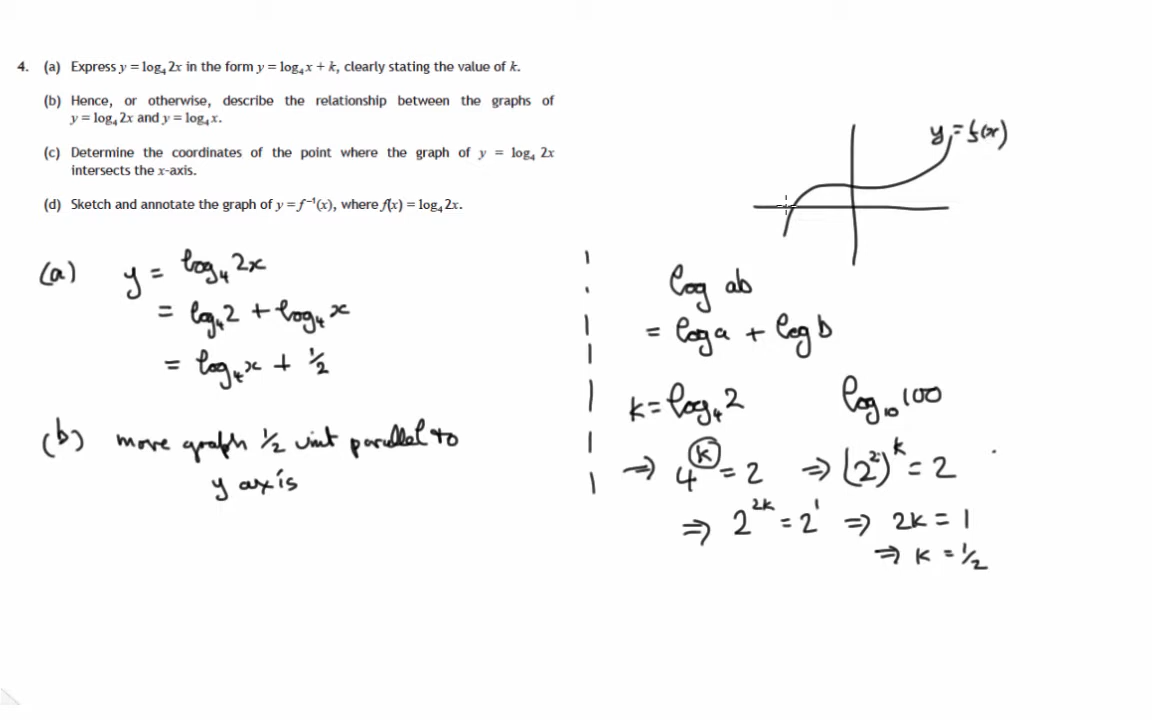 4. (a) Express y = log₄ 2x in the form y = log₄ x + k, clearly stating the value of k.
(b) Hence, or otherwise, describe the relationship between the graphs of
y = log₄ 2x and y = log₄ x.
(c) Determine the coordinates of the point where the graph of y = log₄ 2x
intersects the x-axis.
(d) Sketch and annotate the graph of y = f⁻¹(x), where f(x) = log₄ 2x.
(a) y = log₄ 2x
= log₄ 2 + log₄ x
= log₄ x + 1/2
(b) move graph 1/2 unit parallel to
y axis
y = f(x)
log ab
= log a + log b
k = log₄ 2 log₁₀ 100
⇒ 4ᵏ = 2 ⇒ (2²)ᵏ = 2
⇒ 2²ᵏ = 2¹ ⇒ 2k = 1
⇒ k = 1/2